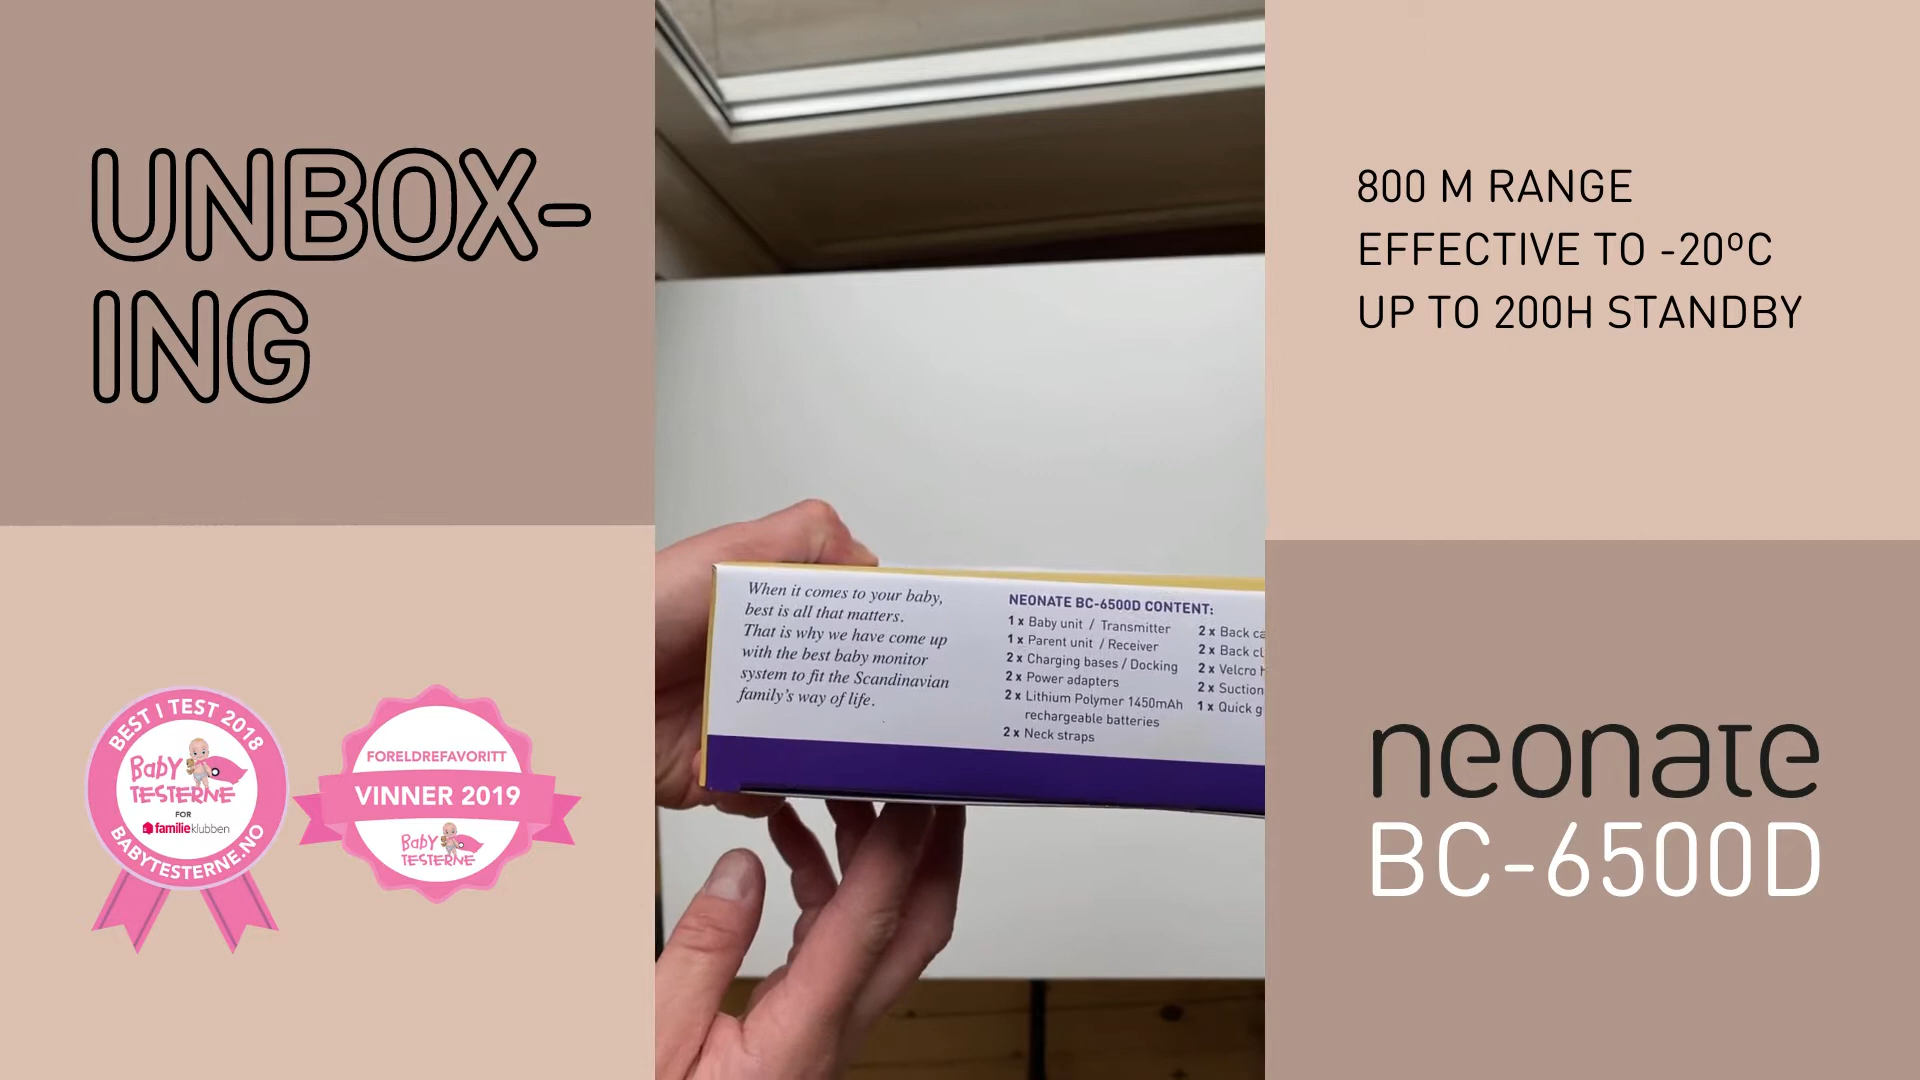 UNBOX-
ING
800 M RANGE
EFFECTIVE TO -20ºC
UP TO 200H STANDBY
When it comes to your baby,
best is all that matters.
That is why we have come up
with the best baby monitor
system to fit the Scandinavian
family's way of life.
NEONATE BC-6500D CONTENT:
1 x Baby unit / Transmitter
1 x Parent unit / Receiver
2 x Charging bases / Docking
2 x Power adapters
2 x Lithium Polymer 1450mAh
rechargeable batteries
2 x Neck straps
2 x Back
2 x Back
2 x Velcro
2 x Suction
1 x Quick
BEST I TEST 2018
Baby
TESTERNE
FOR
familieklubben
BABYTESTERNE.NO
FORELDREFAVORITT
VINNER 2019
Baby
TESTERNE
neonate
BC-6500D